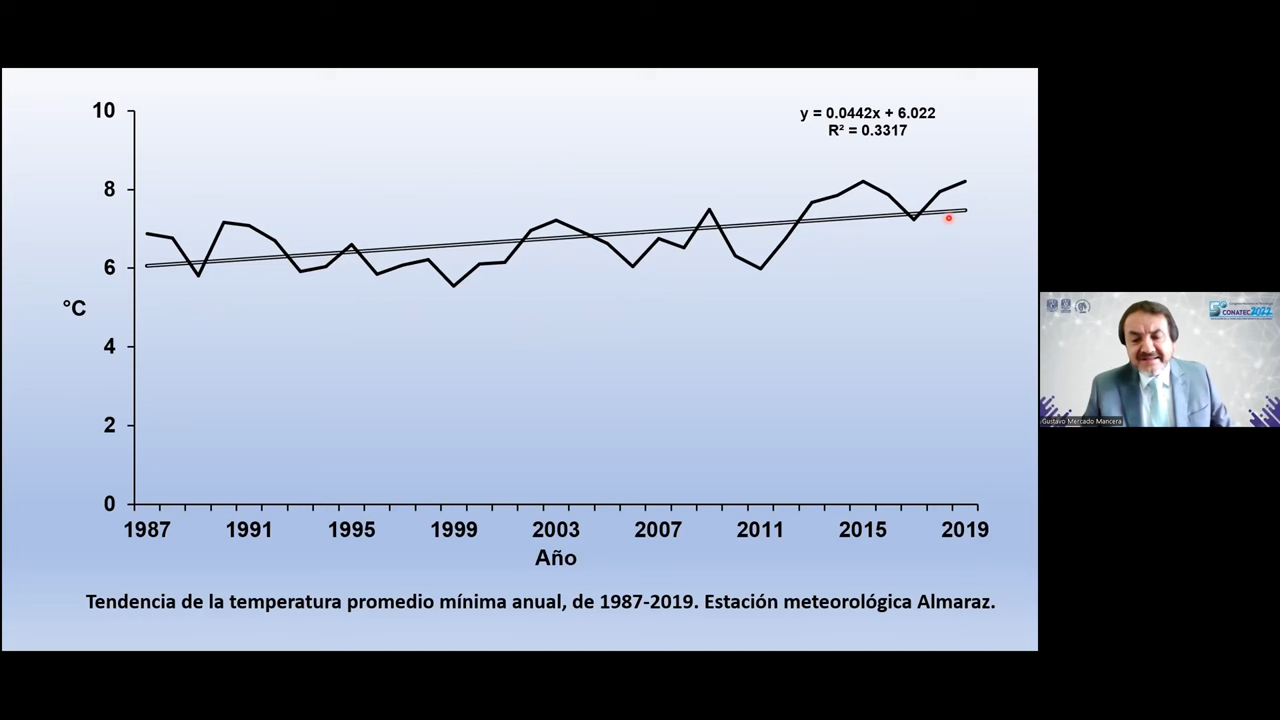 y = 0.0442x + 6.022
R² = 0.3317
10
8
6
°C
4
2
0
1987 1991 1995 1999 2003 2007 2011 2015 2019
Año
Tendencia de la temperatura promedio mínima anual, de 1987-2019. Estación meteorológica Almaraz.
CONATEC 2022
Gustavo Mercado Mancera